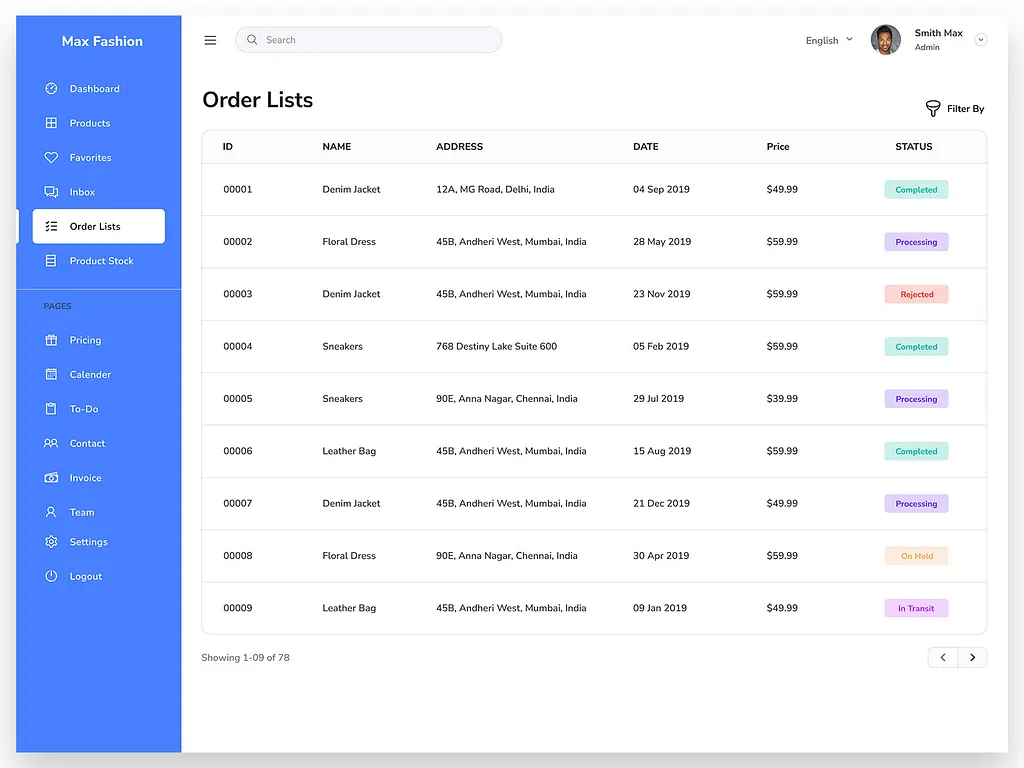 Max Fashion
Dashboard
Products
Favorites
Inbox
Order Lists
Product Stock
PAGES
Pricing
Calender
To-Do
Contact
Invoice
Team
Settings
Logout
Search
English
Smith Max
Admin
Order Lists
Filter By
ID NAME ADDRESS DATE Price STATUS
00001 Denim Jacket 12A, MG Road, Delhi, India 04 Sep 2019 $49.99 Completed
00002 Floral Dress 45B, Andheri West, Mumbai, India 28 May 2019 $59.99 Processing
00003 Denim Jacket 45B, Andheri West, Mumbai, India 23 Nov 2019 $59.99 Rejected
00004 Sneakers 768 Destiny Lake Suite 600 05 Feb 2019 $59.99 Completed
00005 Sneakers 90E, Anna Nagar, Chennai, India 29 Jul 2019 $39.99 Processing
00006 Leather Bag 45B, Andheri West, Mumbai, India 15 Aug 2019 $59.99 Completed
00007 Denim Jacket 45B, Andheri West, Mumbai, India 21 Dec 2019 $49.99 Processing
00008 Floral Dress 90E, Anna Nagar, Chennai, India 30 Apr 2019 $59.99 On Hold
00009 Leather Bag 45B, Andheri West, Mumbai, India 09 Jan 2019 $49.99 In Transit
Showing 1-09 of 78